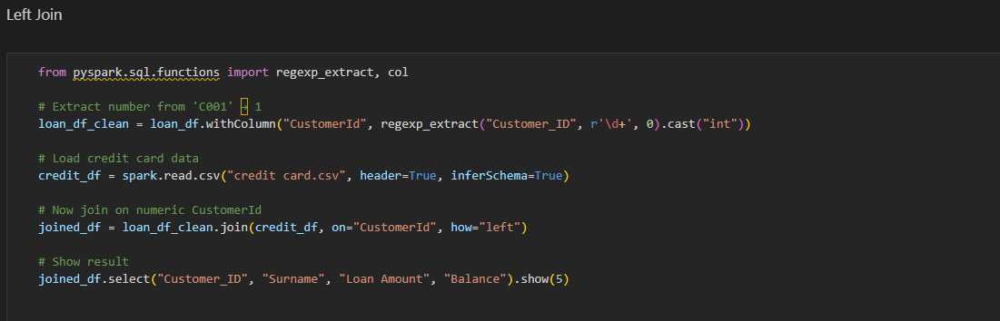 Left Join
from pyspark.sql.functions import regexp_extract, col
# Extract number from 'C001' → 1
loan_df_clean = loan_df.withColumn("CustomerId", regexp_extract("Customer_ID", r'\d+', 0).cast("int"))
# Load credit card data
credit_df = spark.read.csv("credit card.csv", header=True, inferSchema=True)
# Now join on numeric CustomerId
joined_df = loan_df_clean.join(credit_df, on="CustomerId", how="left")
# Show result
joined_df.select("Customer_ID", "Surname", "Loan Amount", "Balance").show(5)